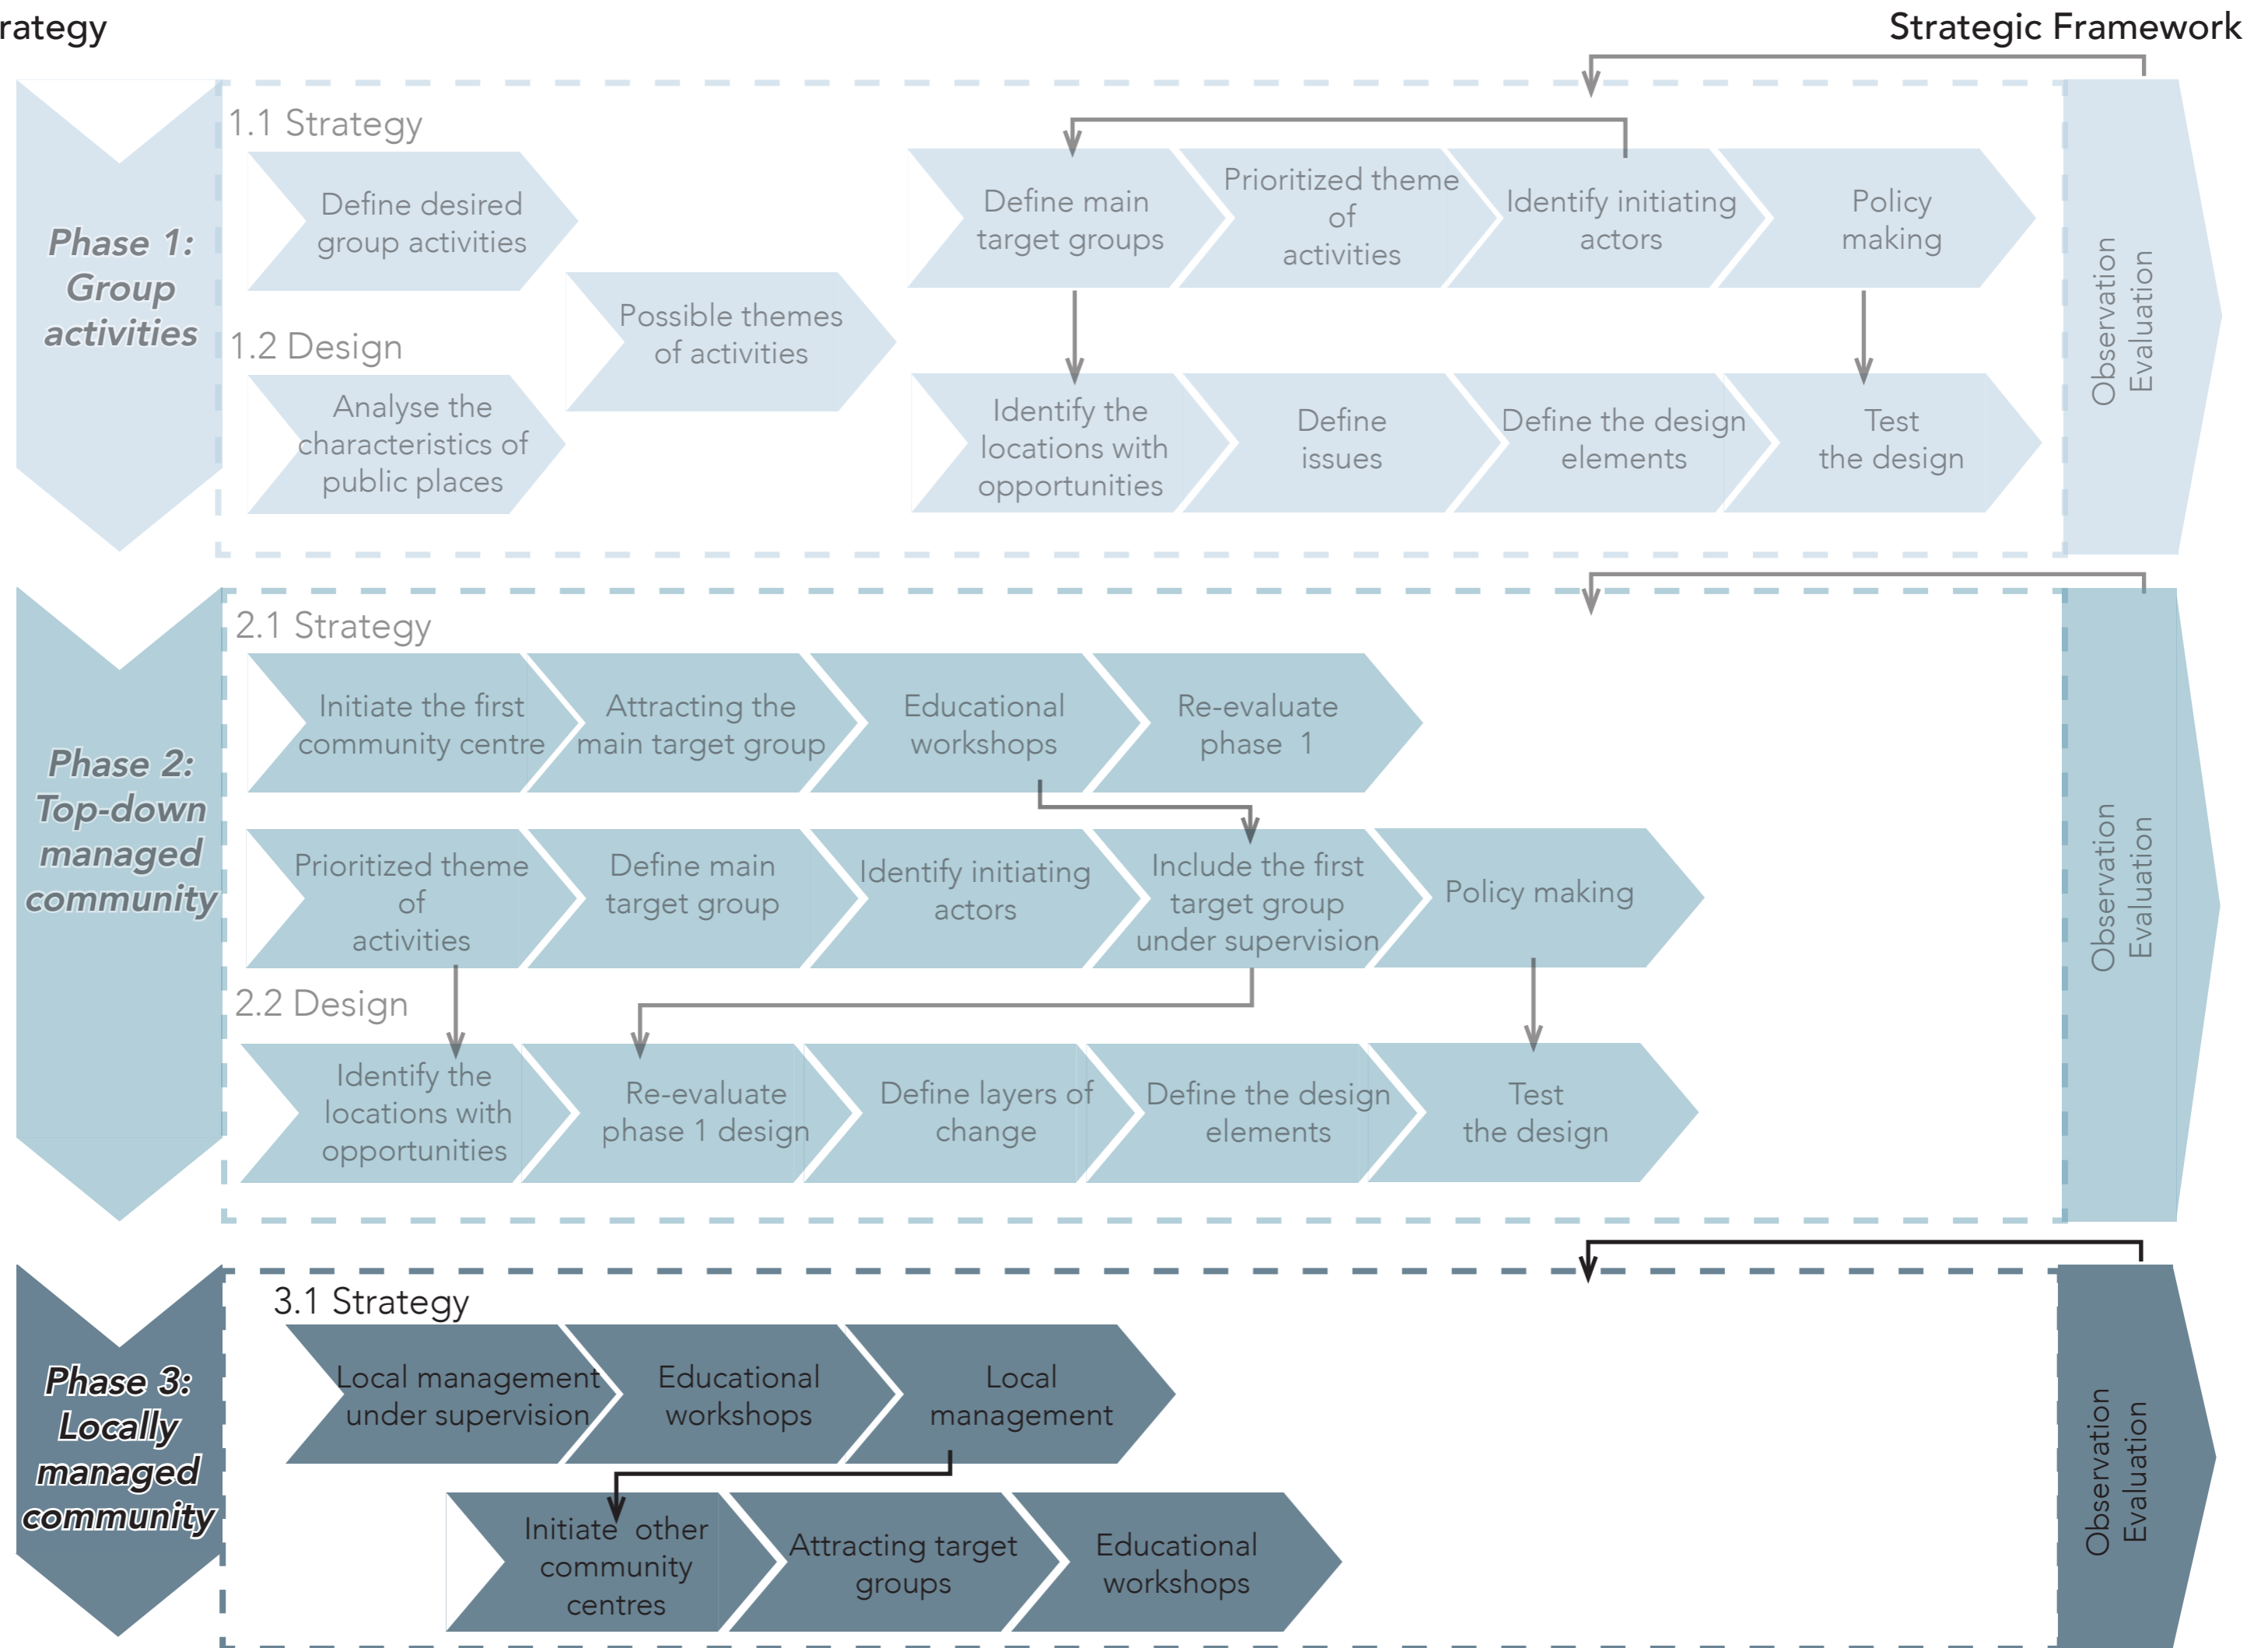 rategy
Strategic Framework
Phase 1:
Group
activities
1.1 Strategy
Define desired
group activities
1.2 Design
Analyse the
characteristics of
public places
Possible themes
of activities
Define main
target groups
Prioritized theme
of
activities
Identify initiating
actors
Policy
making
Identify the
locations with
opportunities
Define
issues
Define the design
elements
Test
the design
Observation
Evaluation
Phase 2:
Top-down
managed
community
2.1 Strategy
Initiate the first
community centre
Attracting the
main target group
Educational
workshops
Re-evaluate
phase 1
Prioritized theme
of
activities
Define main
target group
Identify initiating
actors
Include the first
target group
under supervision
Policy making
2.2 Design
Identify the
locations with
opportunities
Re-evaluate
phase 1 design
Define layers of
change
Define the design
elements
Test
the design
Observation
Evaluation
Phase 3:
Locally
managed
community
3.1 Strategy
Local management
under supervision
Educational
workshops
Local
management
Initiate other
community
centres
Attracting target
groups
Educational
workshops
Observation
Evaluation